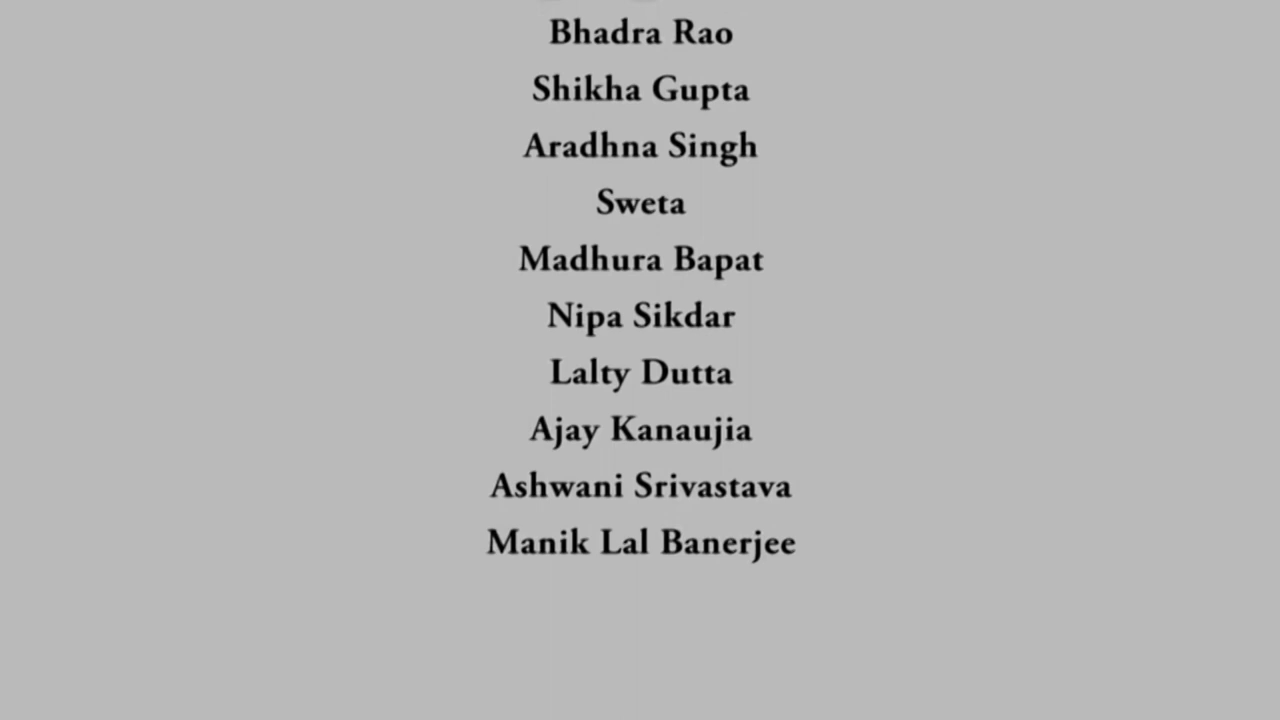 Bhadra Rao
Shikha Gupta
Aradhna Singh
Sweta
Madhura Bapat
Nipa Sikdar
Lalty Dutta
Ajay Kanaujia
Ashwani Srivastava
Manik Lal Banerjee